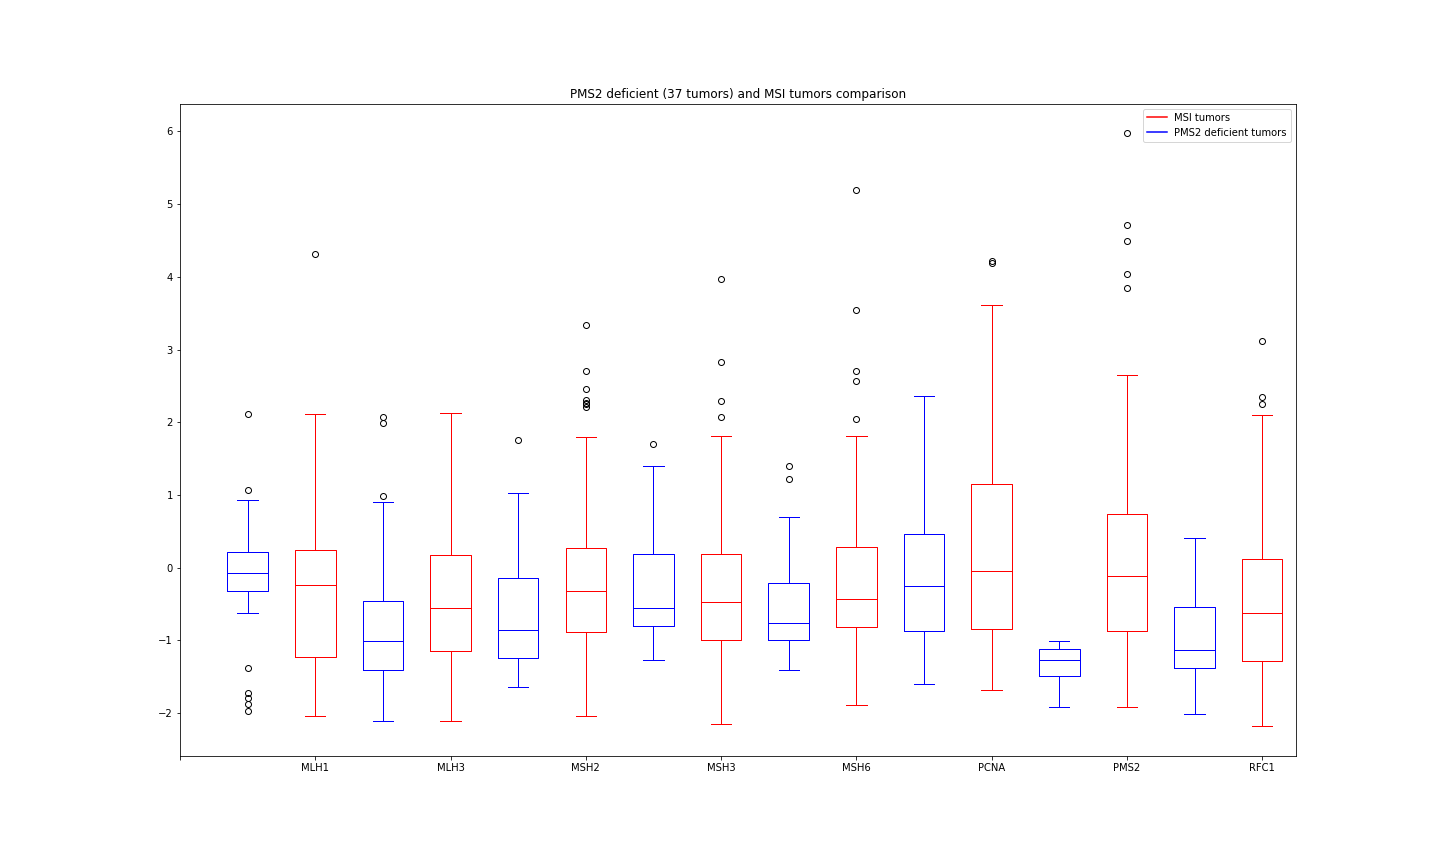 PMS2 deficient (37 tumors) and MSI tumors comparison
MSI tumors
PMS2 deficient tumors
6
5
4
3
2
1
0
−1
−2
MLH1 MLH3 MSH2 MSH3 MSH6 PCNA PMS2 RFC1